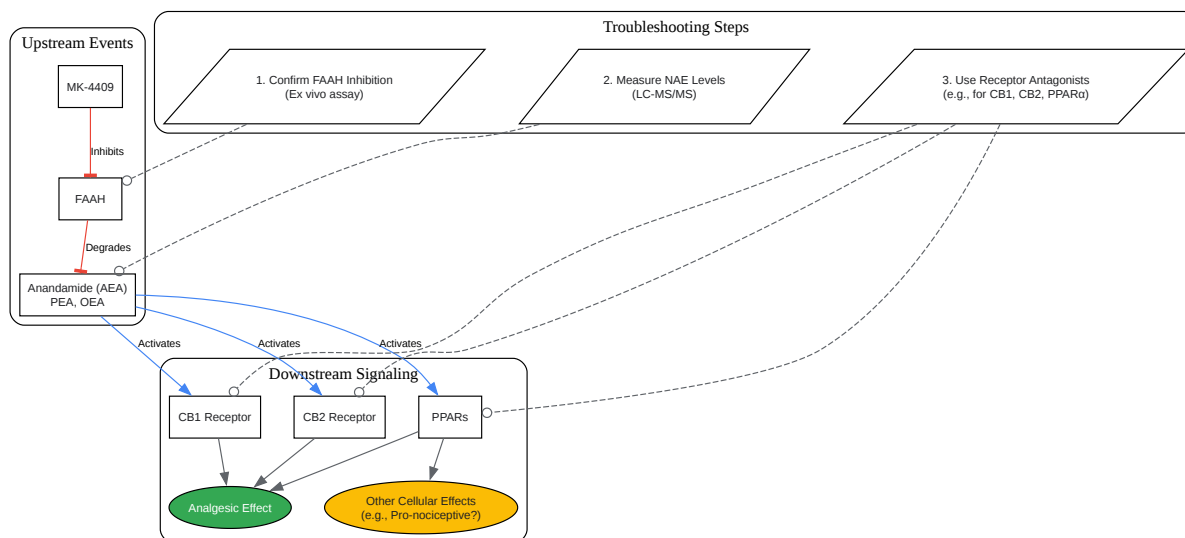 Troubleshooting Steps
Upstream Events
1. Confirm FAAH Inhibition
(Ex vivo assay)
2. Measure NAE Levels
(LC-MS/MS)
3. Use Receptor Antagonists
(e.g., for CB1, CB2, PPARα)
MK-4409
Inhibits
FAAH
Degrades
Anandamide (AEA)
PEA, OEA
Activates
Activates
Activates
Downstream Signaling
CB1 Receptor
CB2 Receptor
PPARs
Analgesic Effect
Other Cellular Effects
(e.g., Pro-nociceptive?)